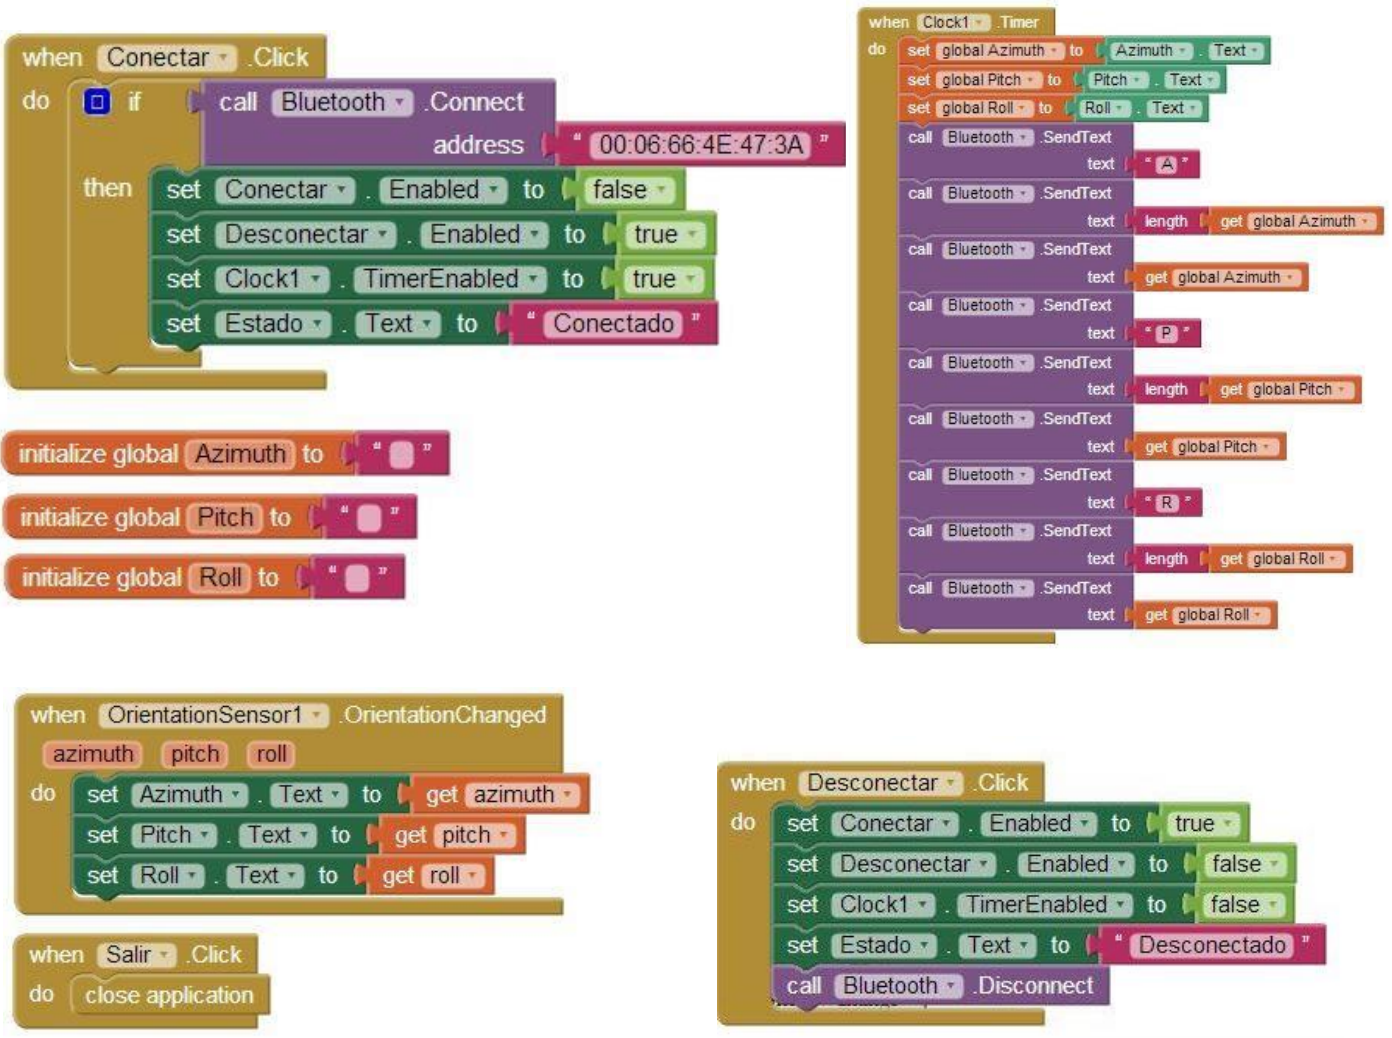 when Conectar .Click
do if call Bluetooth .Connect
address " 00:06:66:4E:47:3A "
then set Conectar . Enabled to false
set Desconectar . Enabled to true
set Clock1 . TimerEnabled to true
set Estado . Text to " Conectado "
initialize global Azimuth to " "
initialize global Pitch to " "
initialize global Roll to " "
when Clock1 .Timer
do set global Azimuth to Azimuth . Text
set global Pitch to Pitch . Text
set global Roll to Roll . Text
call Bluetooth .SendText
text " A "
call Bluetooth .SendText
text length get global Azimuth
call Bluetooth .SendText
text get global Azimuth
call Bluetooth .SendText
text " P "
call Bluetooth .SendText
text length get global Pitch
call Bluetooth .SendText
text get global Pitch
call Bluetooth .SendText
text " R "
call Bluetooth .SendText
text length get global Roll
call Bluetooth .SendText
text get global Roll
when OrientationSensor1 .OrientationChanged
azimuth pitch roll
do set Azimuth . Text to get azimuth
set Pitch . Text to get pitch
set Roll . Text to get roll
when Salir .Click
do close application
when Desconectar .Click
do set Conectar . Enabled to true
set Desconectar . Enabled to false
set Clock1 . TimerEnabled to false
set Estado . Text to " Desconectado "
call Bluetooth .Disconnect